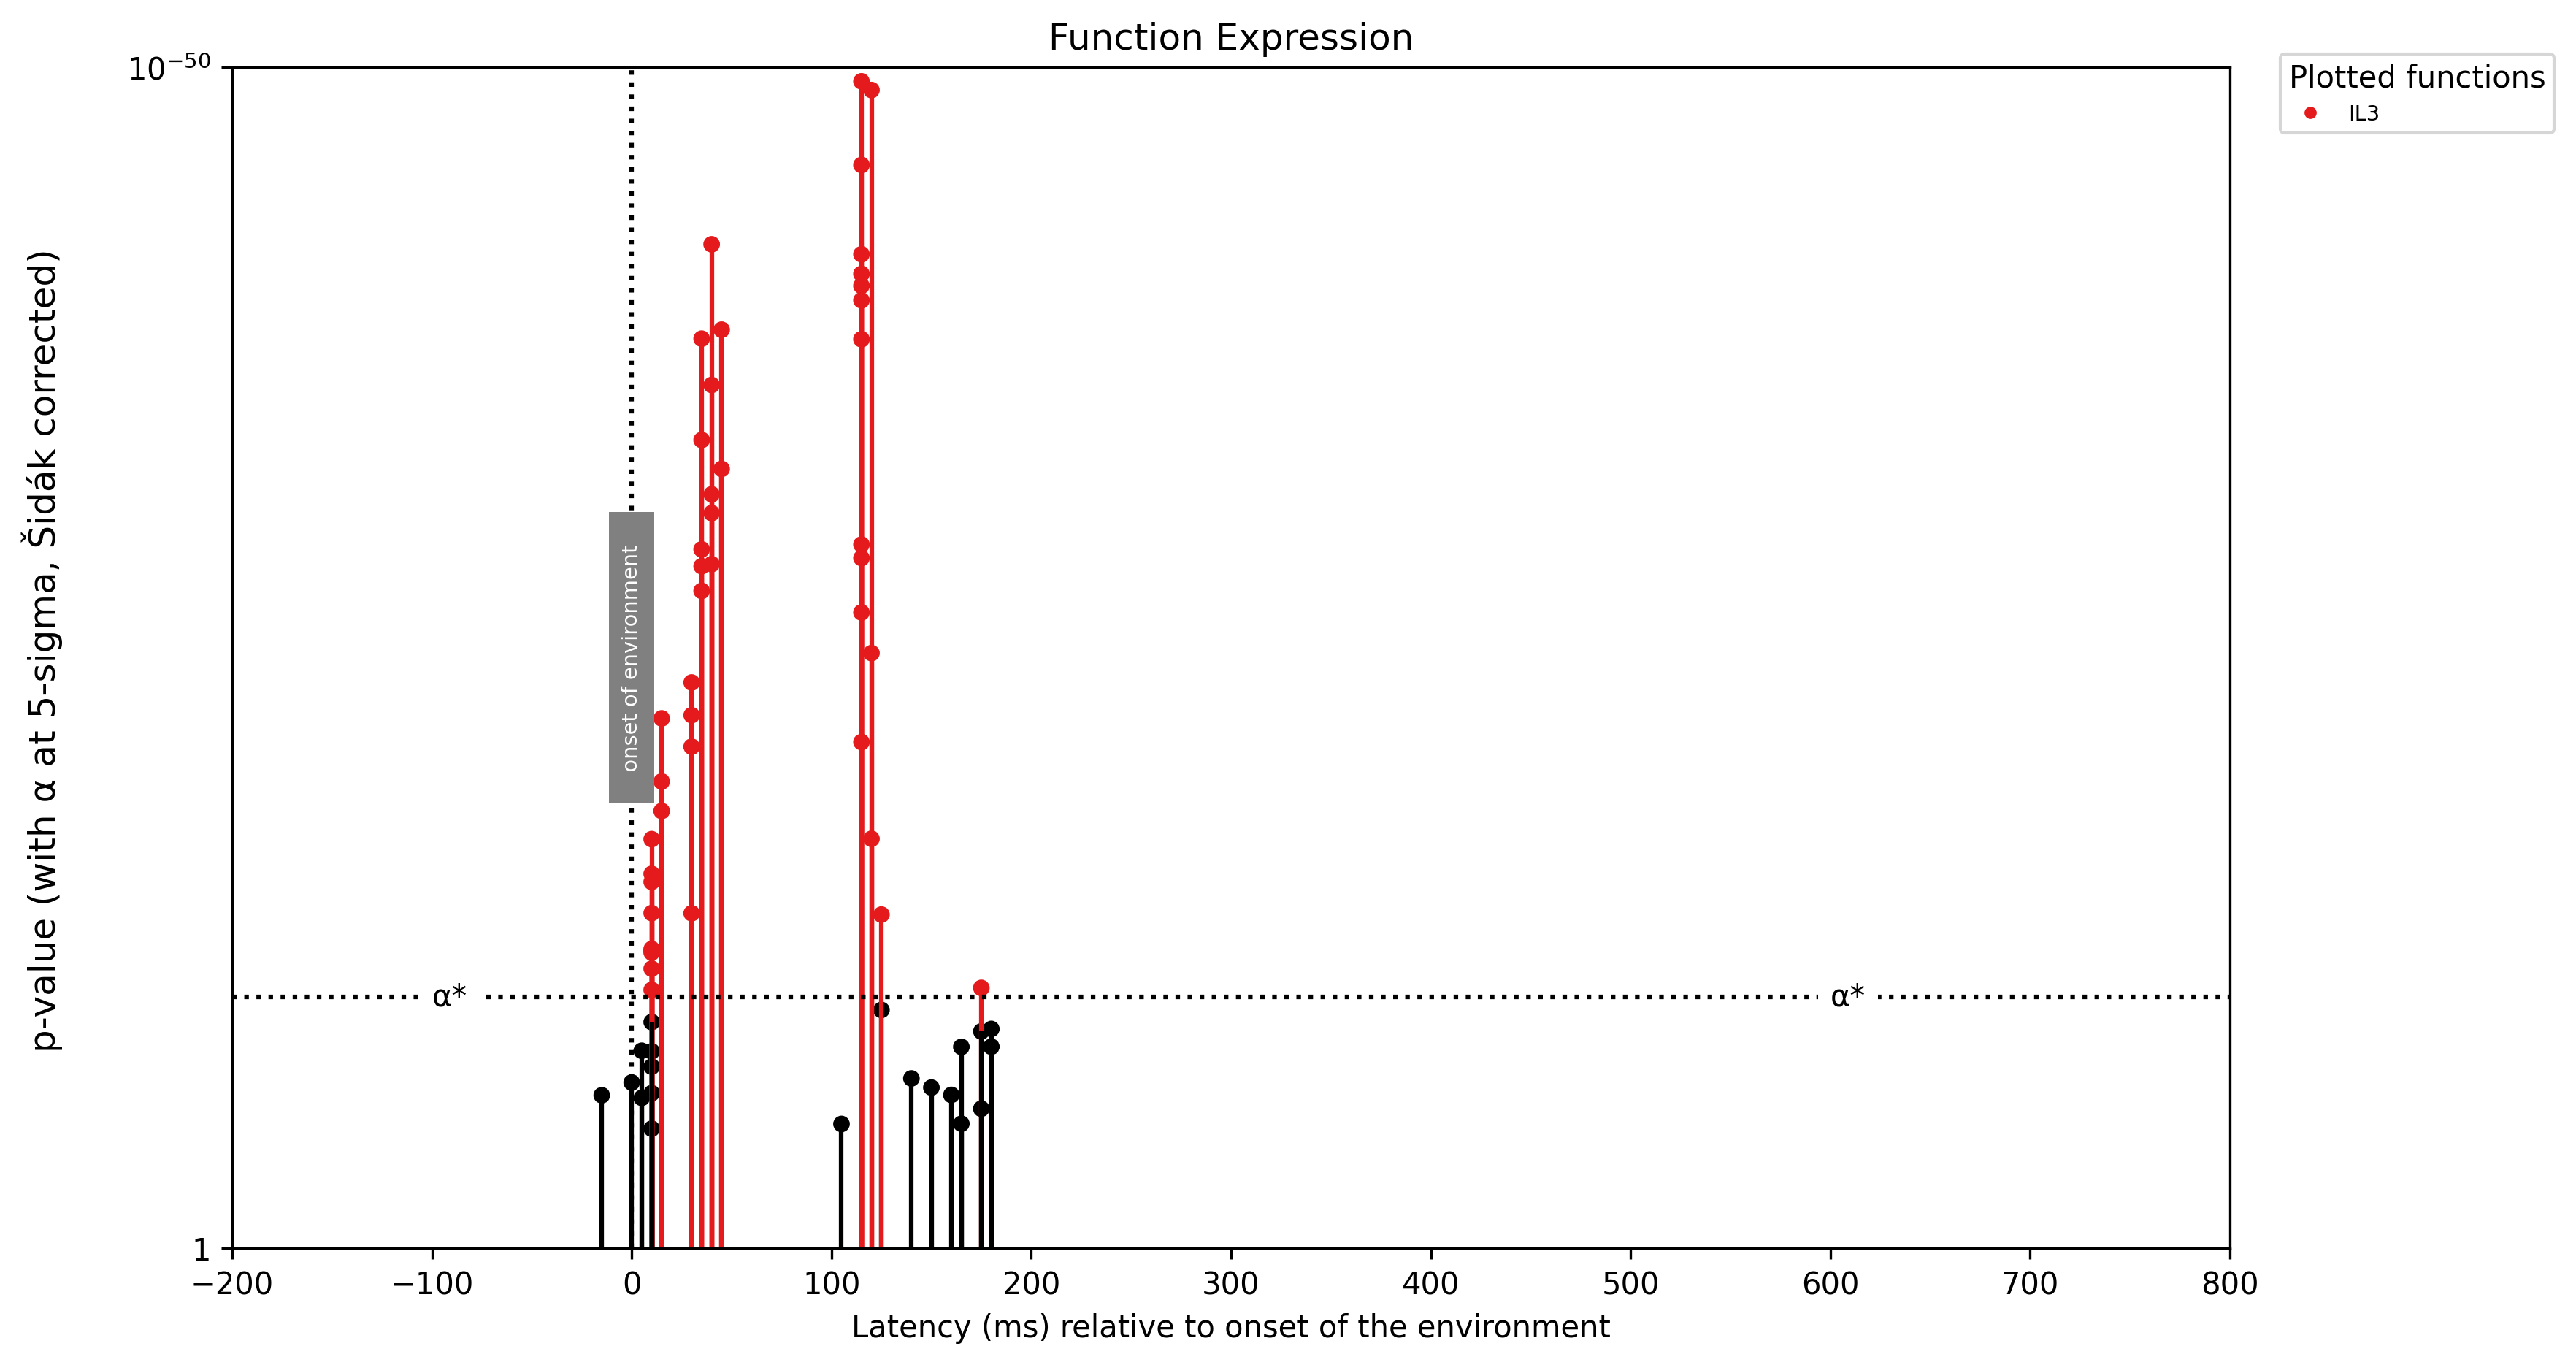 Function Expression
10⁻⁵⁰
Plotted functions
IL3
p-value (with α at 5-sigma, Šidák corrected)
onset of environment
α*
α*
1
−200
−100
0
100
200
300
400
500
600
700
800
Latency (ms) relative to onset of the environment